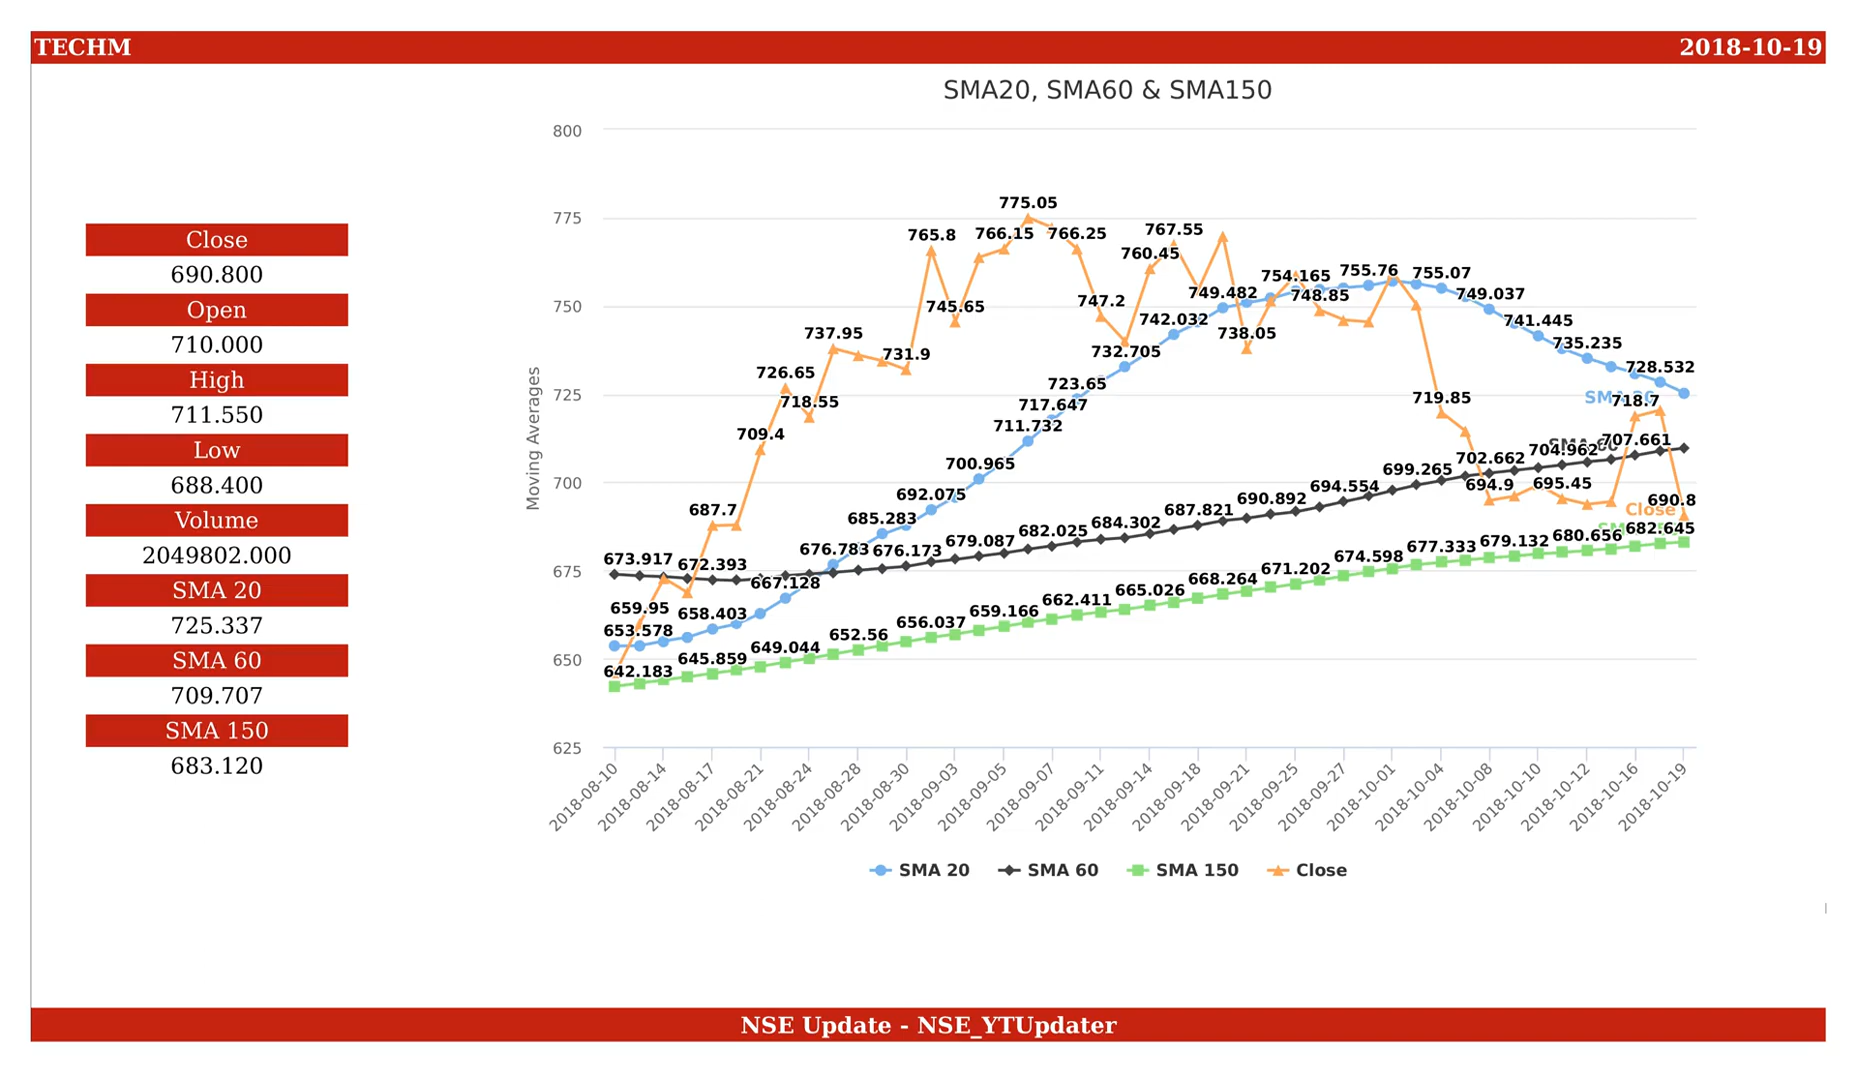 TECHM 2018-10-19
SMA20, SMA60 & SMA150
Close
690.800
Open
710.000
High
711.550
Low
688.400
Volume
2049802.000
SMA 20
725.337
SMA 60
709.707
SMA 150
683.120
Moving Averages
800
775
750
725
700
675
650
625
775.05
767.55
765.8 766.15 766.25
760.45
754.165 755.76 755.07
745.65 747.2 749.482 748.85 749.037
737.95 742.032 738.05 741.445
731.9 732.705 735.235
726.65 723.65 728.532
718.55 717.647 719.85 718.7
709.4 711.732
700.965 699.265 702.662 704.962 707.661
687.7 692.075 694.9 695.45 690.8
685.283 682.025 684.302 687.821 690.892 694.554
673.917 672.393 676.783 676.173 679.087
667.128
659.95 658.403
653.578
642.183 645.859 649.044 652.56 656.037 659.166 662.411 665.026 668.264 671.202 674.598 677.333 679.132 680.656 682.645
SMA 60
Close
2018-08-10
2018-08-14
2018-08-17
2018-08-21
2018-08-24
2018-08-28
2018-08-30
2018-09-03
2018-09-05
2018-09-07
2018-09-11
2018-09-14
2018-09-18
2018-09-21
2018-09-25
2018-09-27
2018-10-01
2018-10-04
2018-10-08
2018-10-10
2018-10-12
2018-10-16
2018-10-19
SMA 20 SMA 60 SMA 150 Close
NSE Update - NSE_YTUpdater